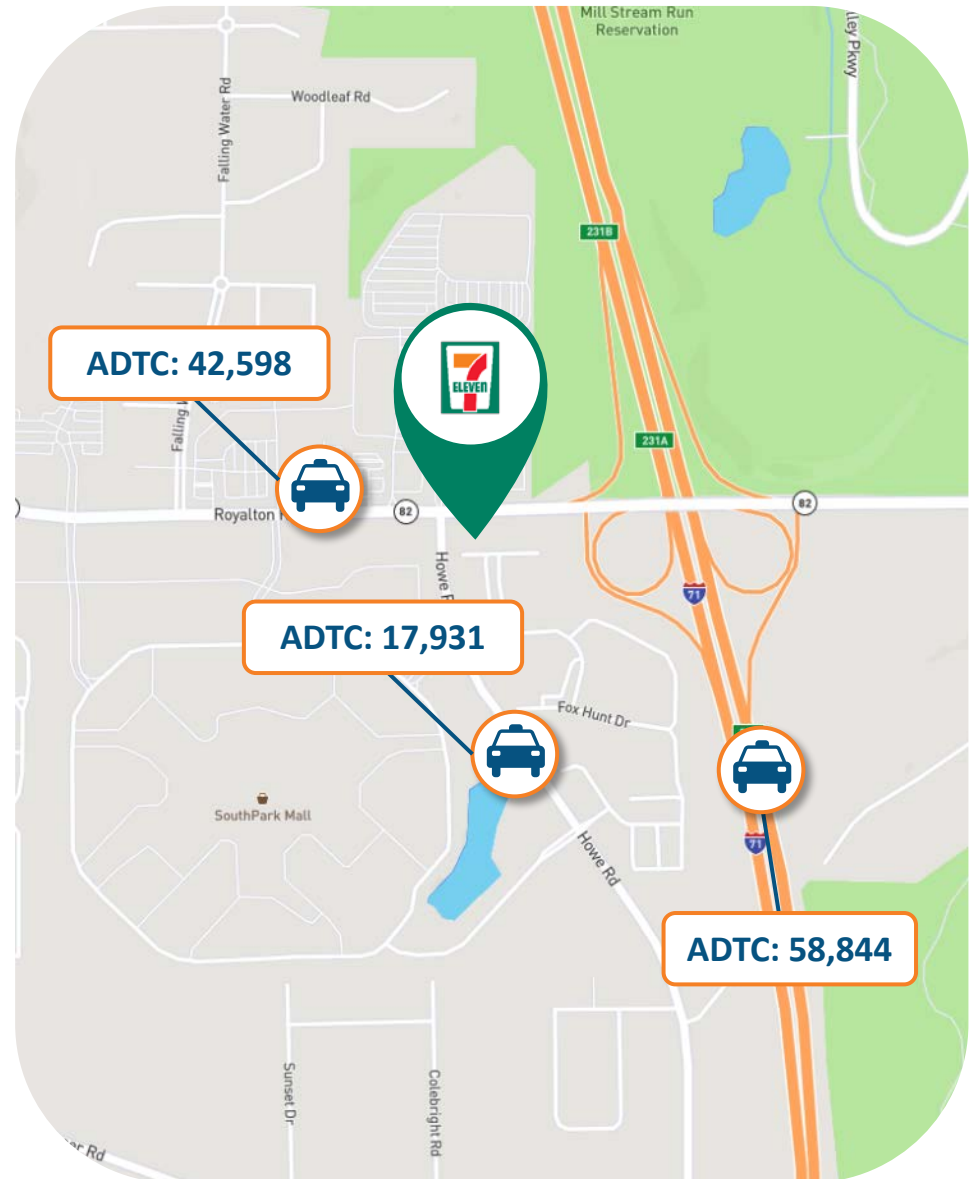 Mill Stream Run
Reservation
lley Pkwy
Woodleaf Rd
Falling Water Rd
231B
ADTC: 42,598
7
ELEVEN
Falling
231A
Royalton
82
82
Howe
71
ADTC: 17,931
Fox Hunt Dr
SouthPark Mall
71
Howe Rd
ADTC: 58,844
Sunset Dr
Colebright Rd
er Rd